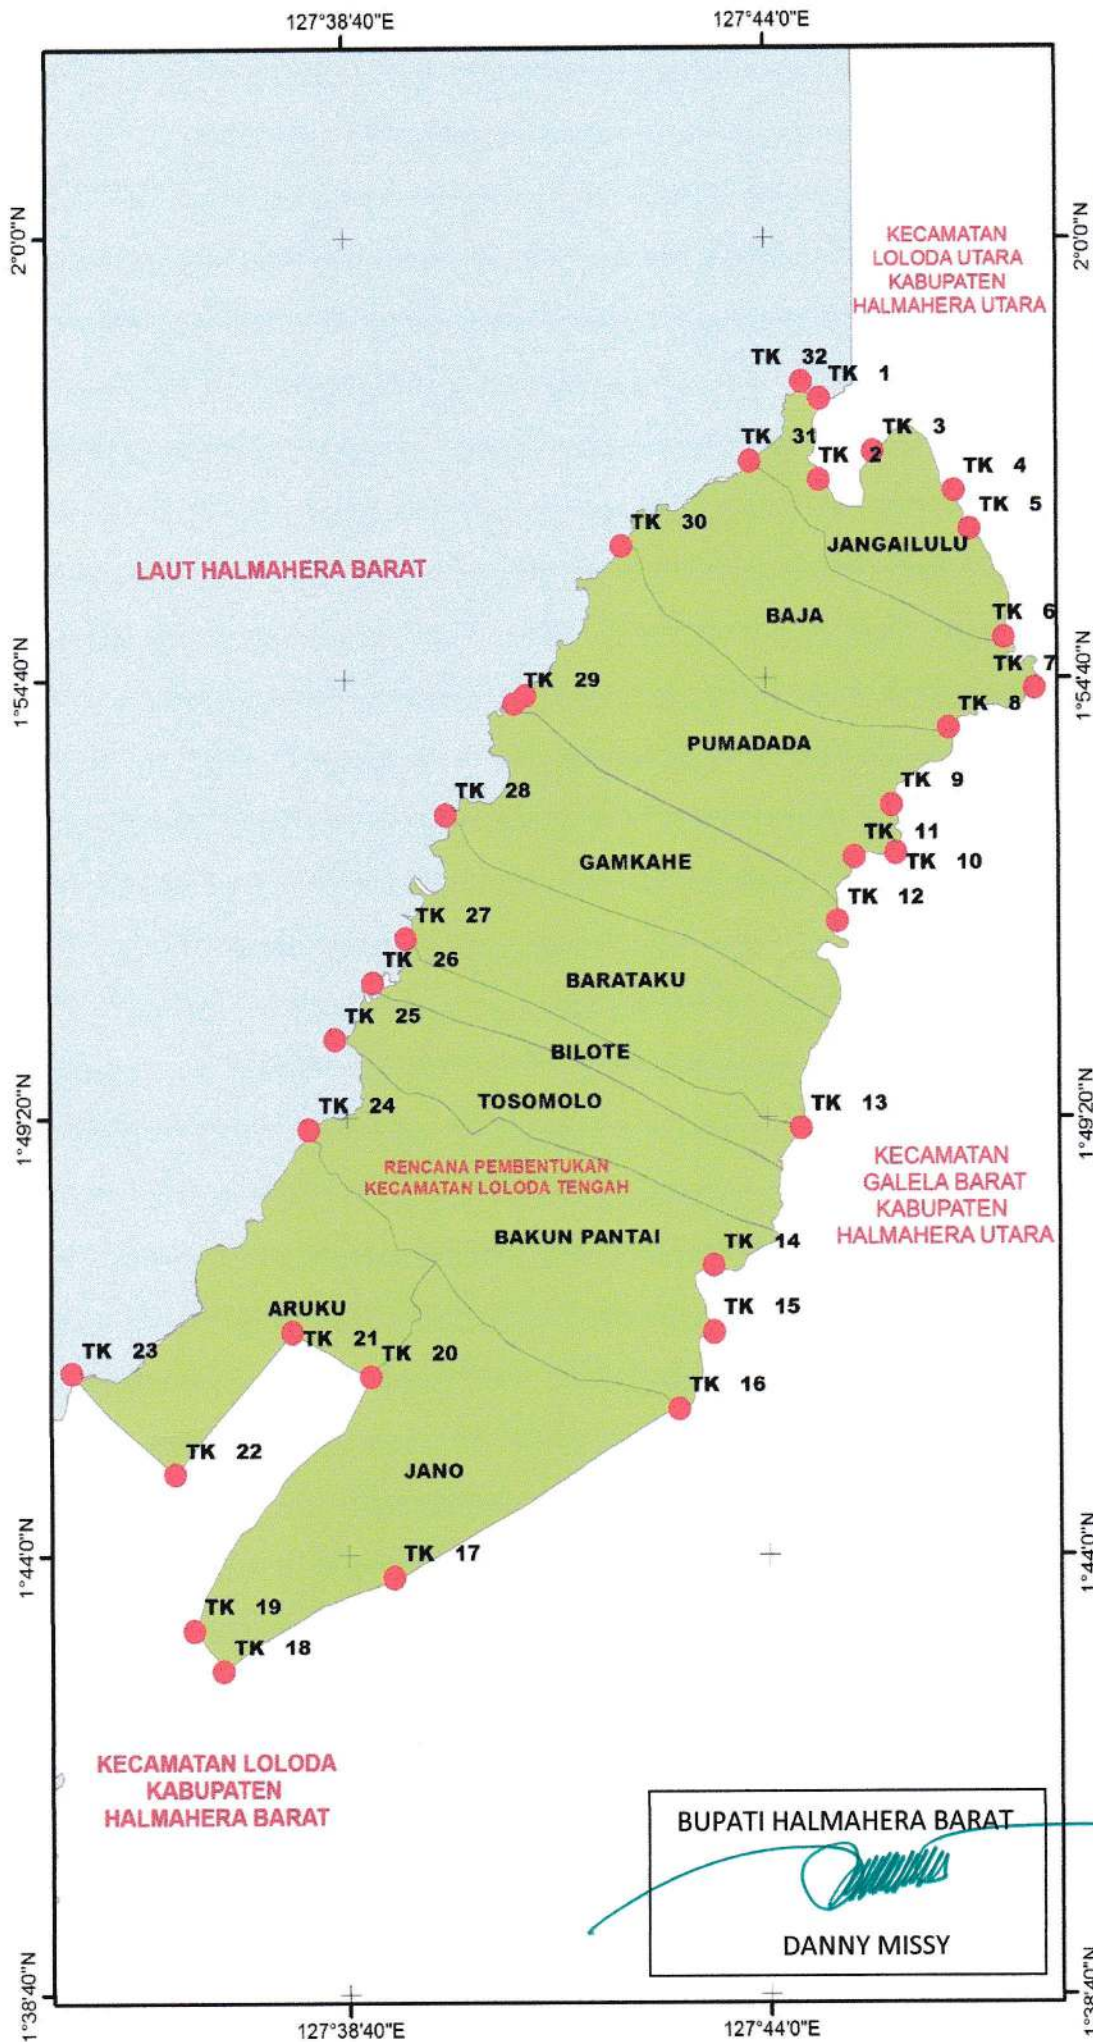 127°38'40"E
127°44'0"E
2°0'0"N
2°0'0"N
KECAMATAN
LOLODA UTARA
KABUPATEN
HALMAHERA UTARA
TK 32
TK 1
TK 31
TK 2
TK 3
TK 4
TK 5
TK 30
JANGAILULU
LAUT HALMAHERA BARAT
BAJA
TK 6
TK 7
1°54'40"N
1°54'40"N
TK 29
TK 8
PUMADADA
TK 9
TK 28
TK 11
GAMKAHE
TK 10
TK 12
TK 27
TK 26
BARATAKU
TK 25
BILOTE
TOSOMOLO
TK 24
TK 13
1°49'20"N
1°49'20"N
RENCANA PEMBENTUKAN
KECAMATAN LOLODA TENGAH
KECAMATAN
GALELA BARAT
KABUPATEN
HALMAHERA UTARA
BAKUN PANTAI
TK 14
ARUKU
TK 15
TK 21
TK 23
TK 20
TK 16
TK 22
JANO
TK 17
1°44'0"N
1°44'0"N
TK 19
TK 18
KECAMATAN LOLODA
KABUPATEN
HALMAHERA BARAT
BUPATI HALMAHERA BARAT
DANNY MISSY
1°38'40"N
1°38'40"N
127°38'40"E
127°44'0"E